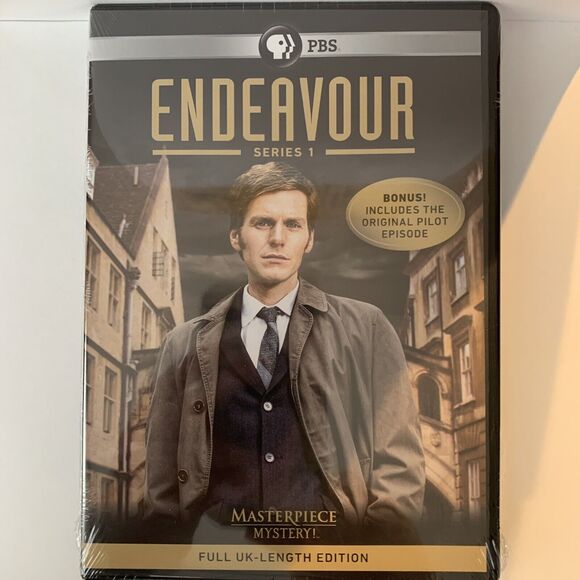 PBS
ENDEAVOUR
SERIES 1
BONUS!
INCLUDES THE
ORIGINAL PILOT
EPISODE
MASTERPIECE
MYSTERY!
FULL UK-LENGTH EDITION